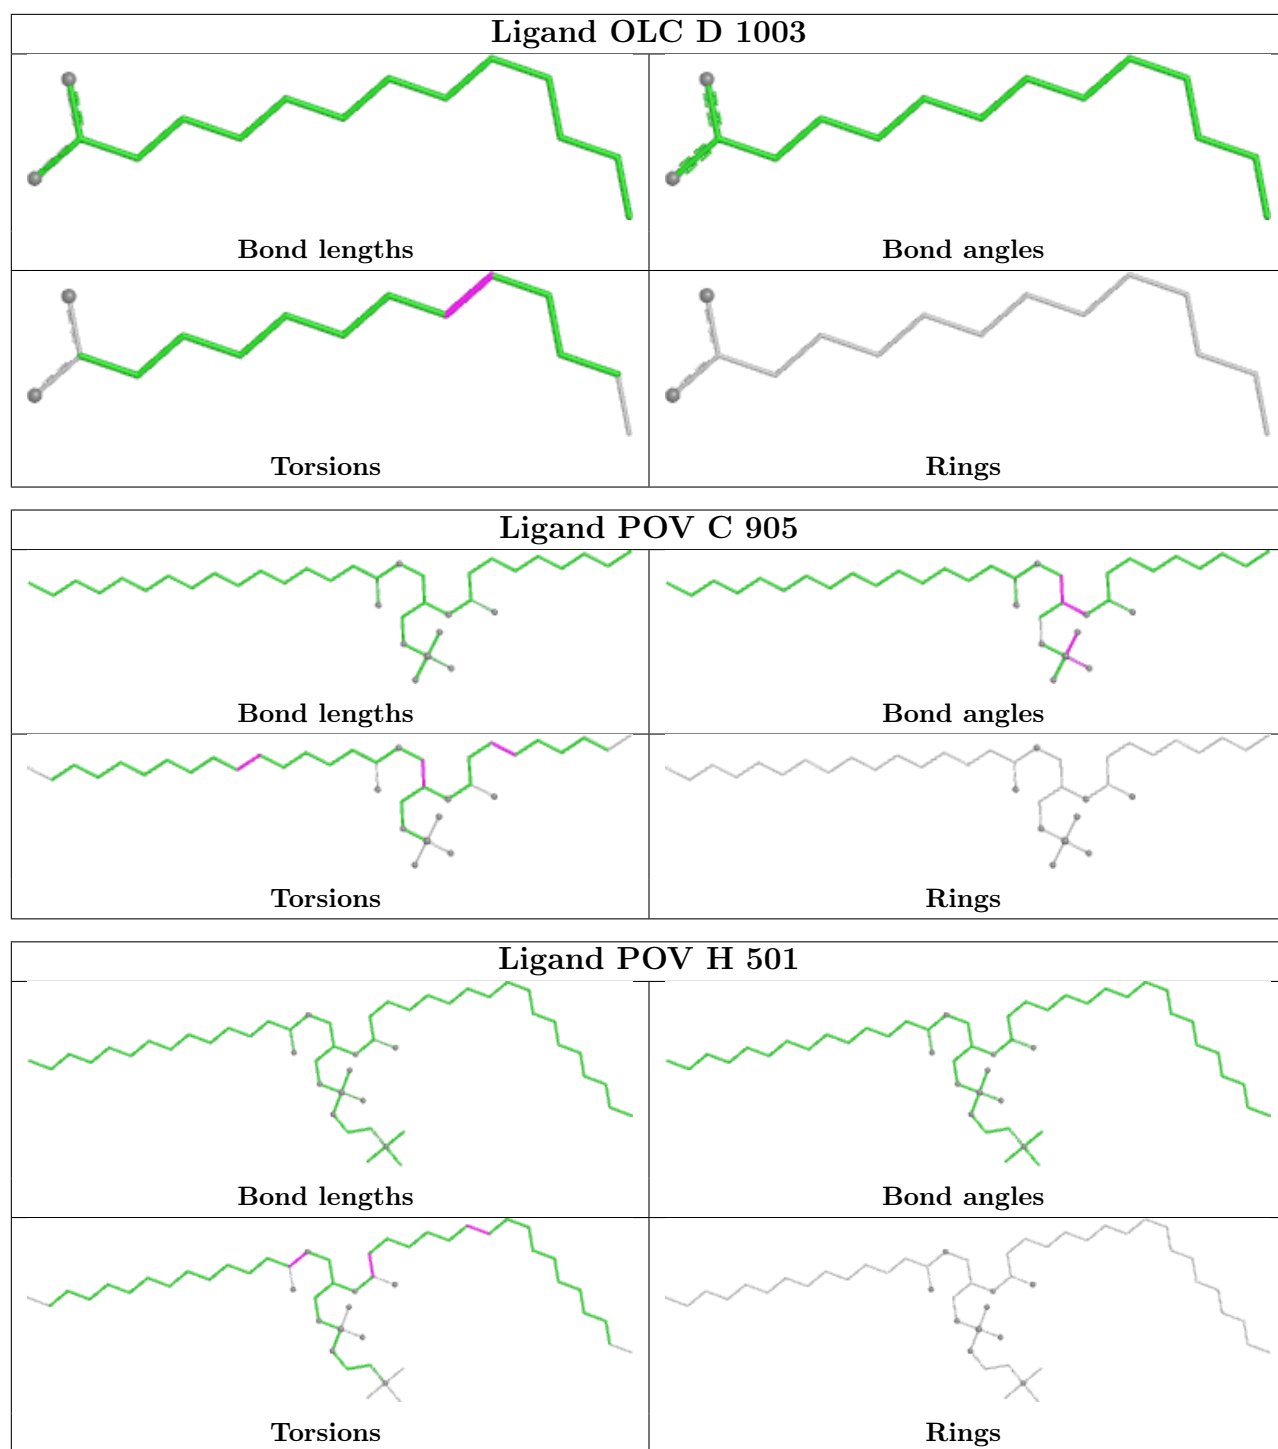 Ligand OLC D 1003
Bond lengths
Bond angles
Torsions
Rings
Ligand POV C 905
Bond lengths
Bond angles
Torsions
Rings
Ligand POV H 501
Bond lengths
Bond angles
Torsions
Rings